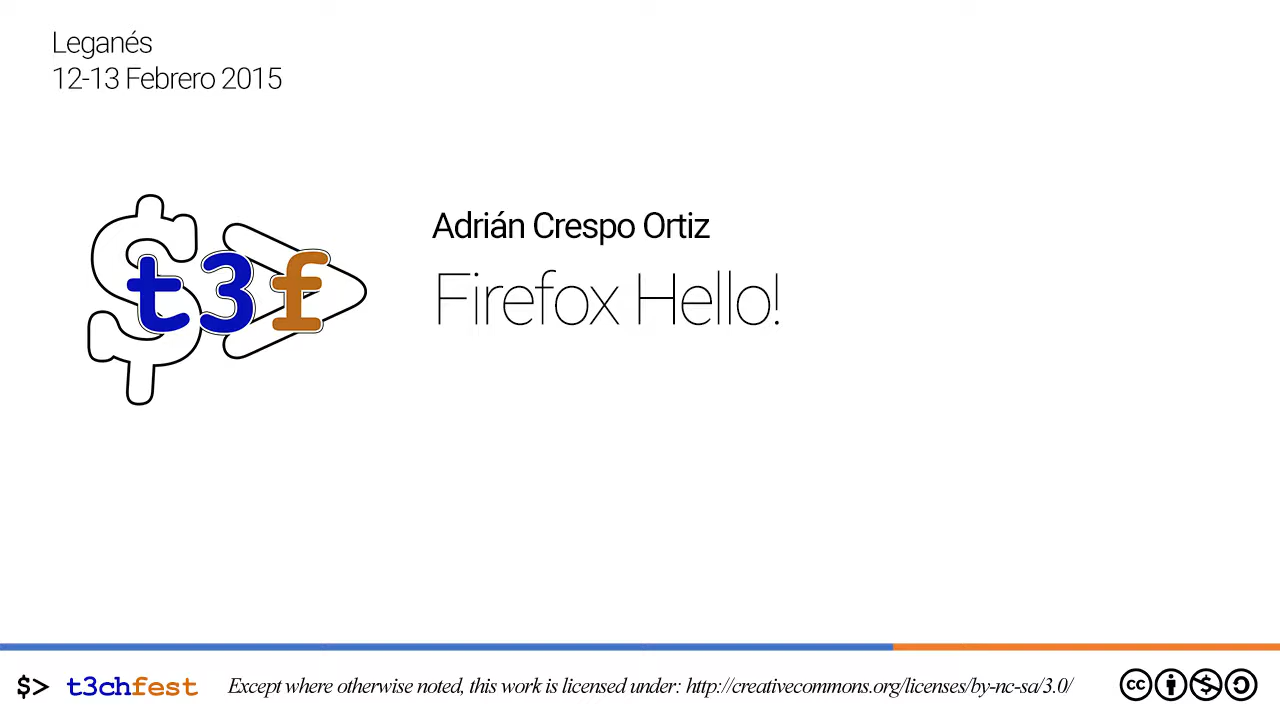 Leganés
12-13 Febrero 2015
$> t3f
Adrián Crespo Ortiz
Firefox Hello!
$> t3chfest
Except where otherwise noted, this work is licensed under: http://creativecommons.org/licenses/by-nc-sa/3.0/
cc